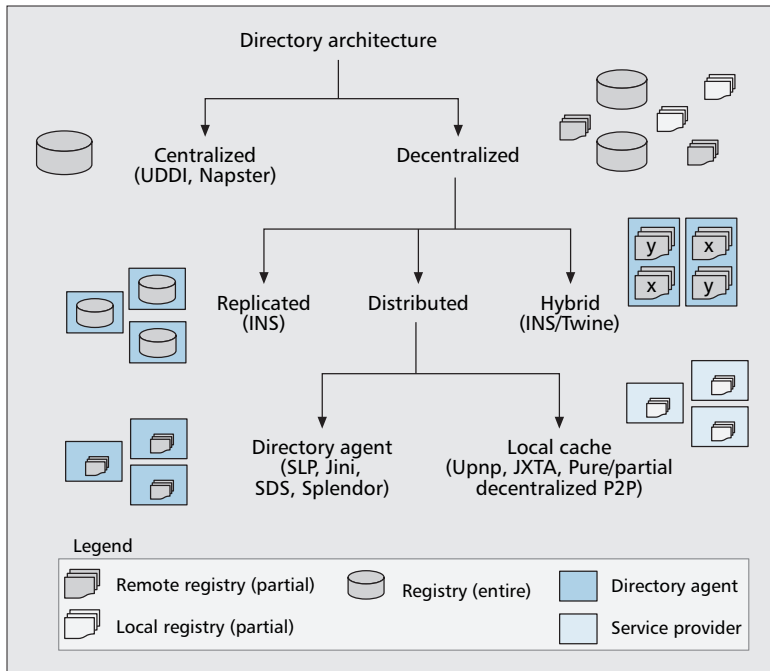 Directory architecture
Centralized
(UDDI, Napster)
Decentralized
y
x
x
y
Replicated
(INS)
Distributed
Hybrid
(INS/Twine)
Directory agent
(SLP, Jini,
SDS, Splendor)
Local cache
(Upnp, JXTA, Pure/partial
decentralized P2P)
Legend
Remote registry (partial)
Registry (entire)
Directory agent
Local registry (partial)
Service provider